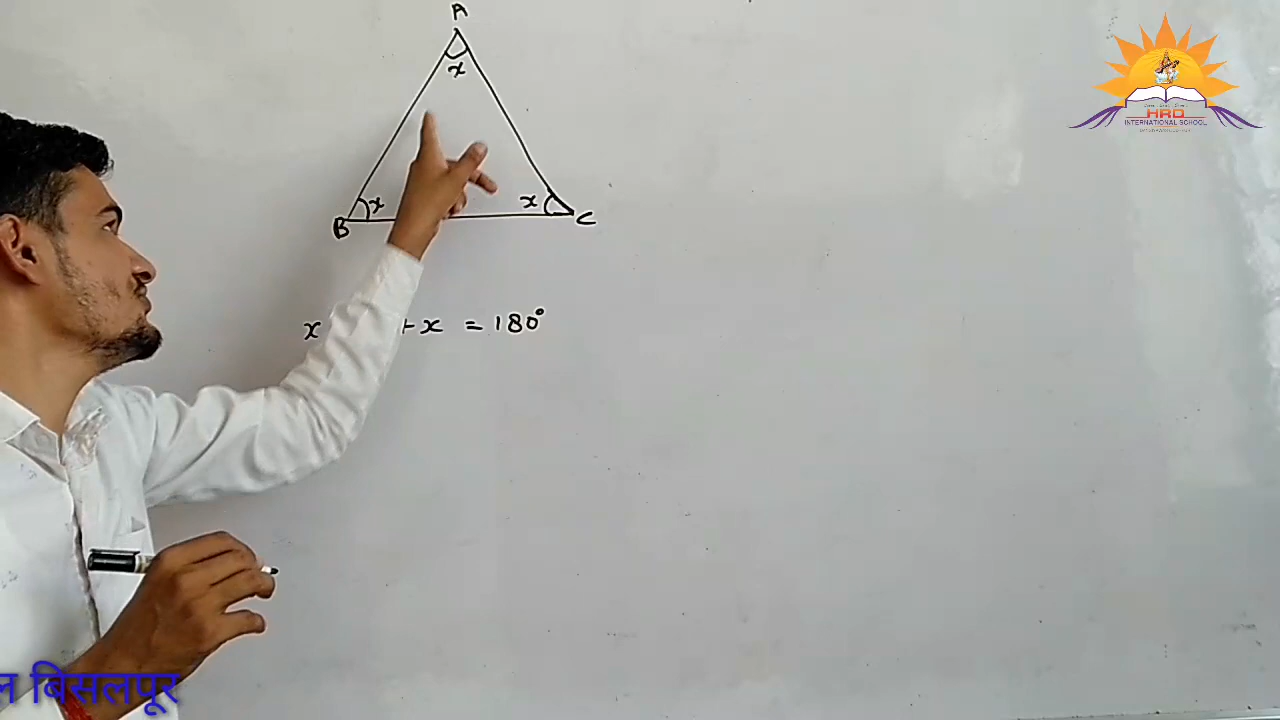 A
x
B x x C
x + x = 180°
HRD
INTERNATIONAL SCHOOL
ल बिसलपूर